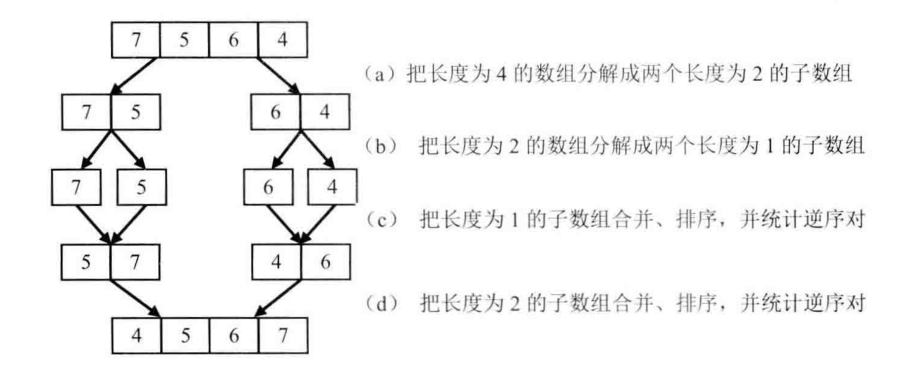 7 5 6 4
(a) 把长度为 4 的数组分解成两个长度为 2 的子数组
7 5 6 4
(b) 把长度为 2 的数组分解成两个长度为 1 的子数组
7 5 6 4
(c) 把长度为 1 的子数组合并、排序，并统计逆序对
5 7 4 6
(d) 把长度为 2 的子数组合并、排序，并统计逆序对
4 5 6 7